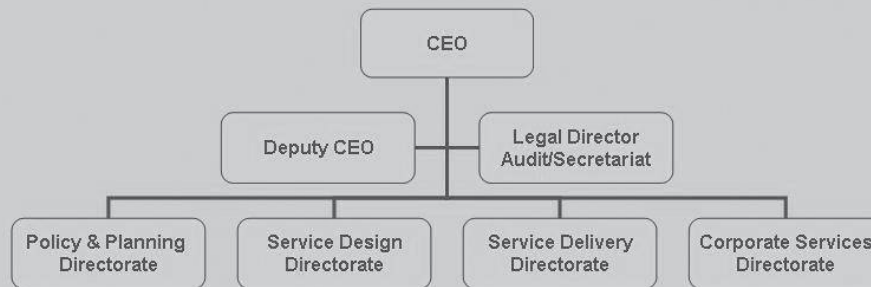 CEO
Deputy CEO
Legal Director
Audit/Secretariat
Policy & Planning
Directorate
Service Design
Directorate
Service Delivery
Directorate
Corporate Services
Directorate